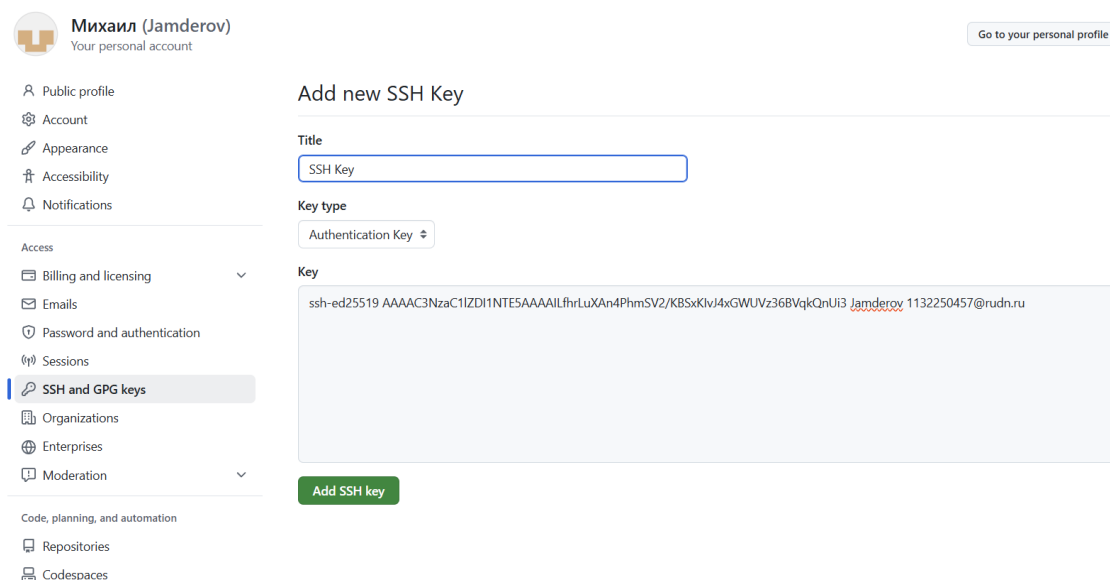 Михаил (Jamderov)
Your personal account
Go to your personal profile
Public profile
Account
Appearance
Accessibility
Notifications
Access
Billing and licensing
Emails
Password and authentication
Sessions
SSH and GPG keys
Organizations
Enterprises
Moderation
Code, planning, and automation
Repositories
Codespaces
Add new SSH Key
Title
SSH Key
Key type
Authentication Key
Key
ssh-ed25519 AAAAC3NzaC1lZDI1NTE5AAAAILfhrLuXAn4PhmSV2/KBSxKIvJ4xGWUVz36BVqkQnUi3 Jamderov 1132250457@rudn.ru
Add SSH key